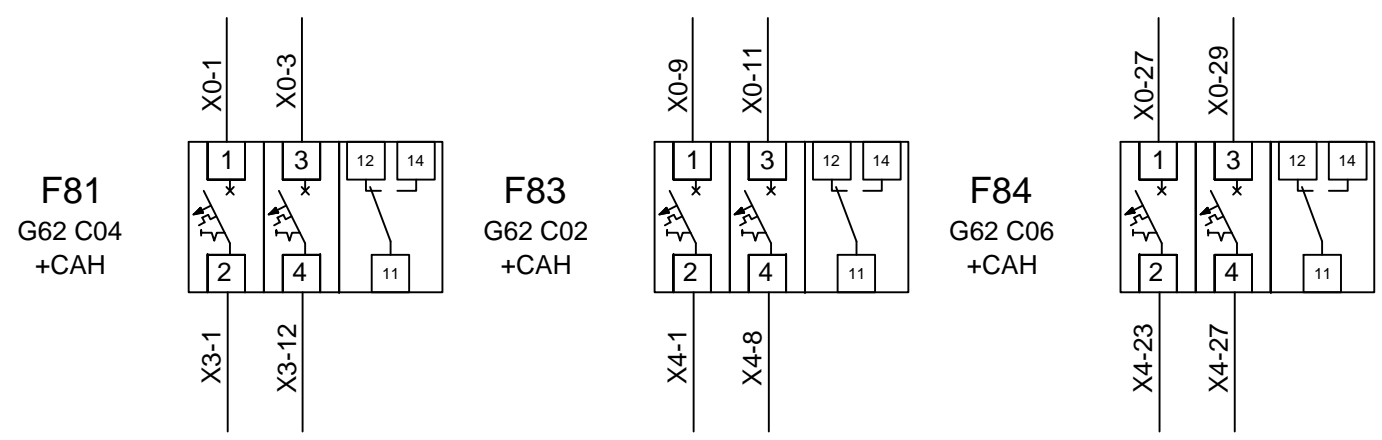 X0-1
X0-3
X0-9
X0-11
X0-27
X0-29
F81
G62 C04
+CAH
1
3
12
14
2
4
11
F83
G62 C02
+CAH
1
3
12
14
2
4
11
F84
G62 C06
+CAH
1
3
12
14
2
4
11
X3-1
X3-12
X4-1
X4-8
X4-23
X4-27